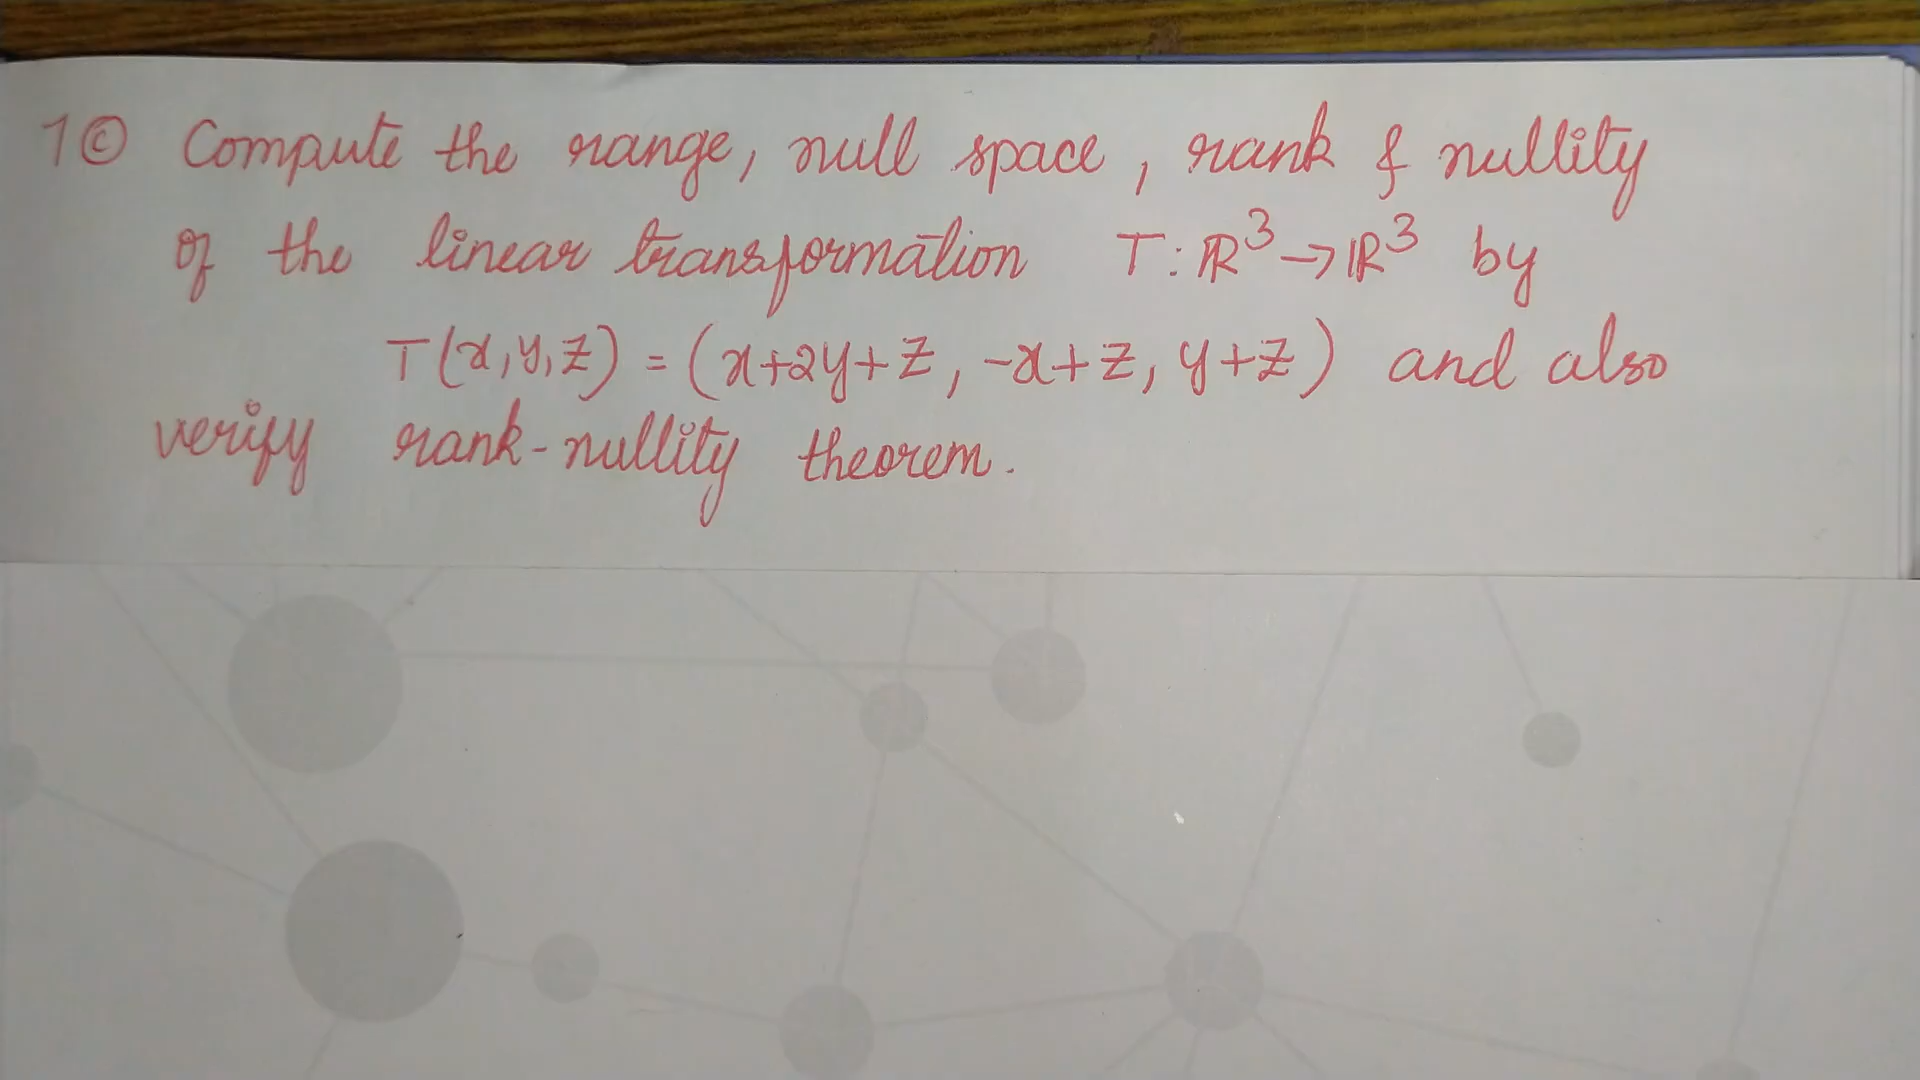 1 ⓒ Compute the range, null space, rank & nullity
of the linear transformation T: ℝ³→ℝ³ by
T(x,y,z) = (x+2y+z, -x+z, y+z) and also
verify rank-nullity theorem.